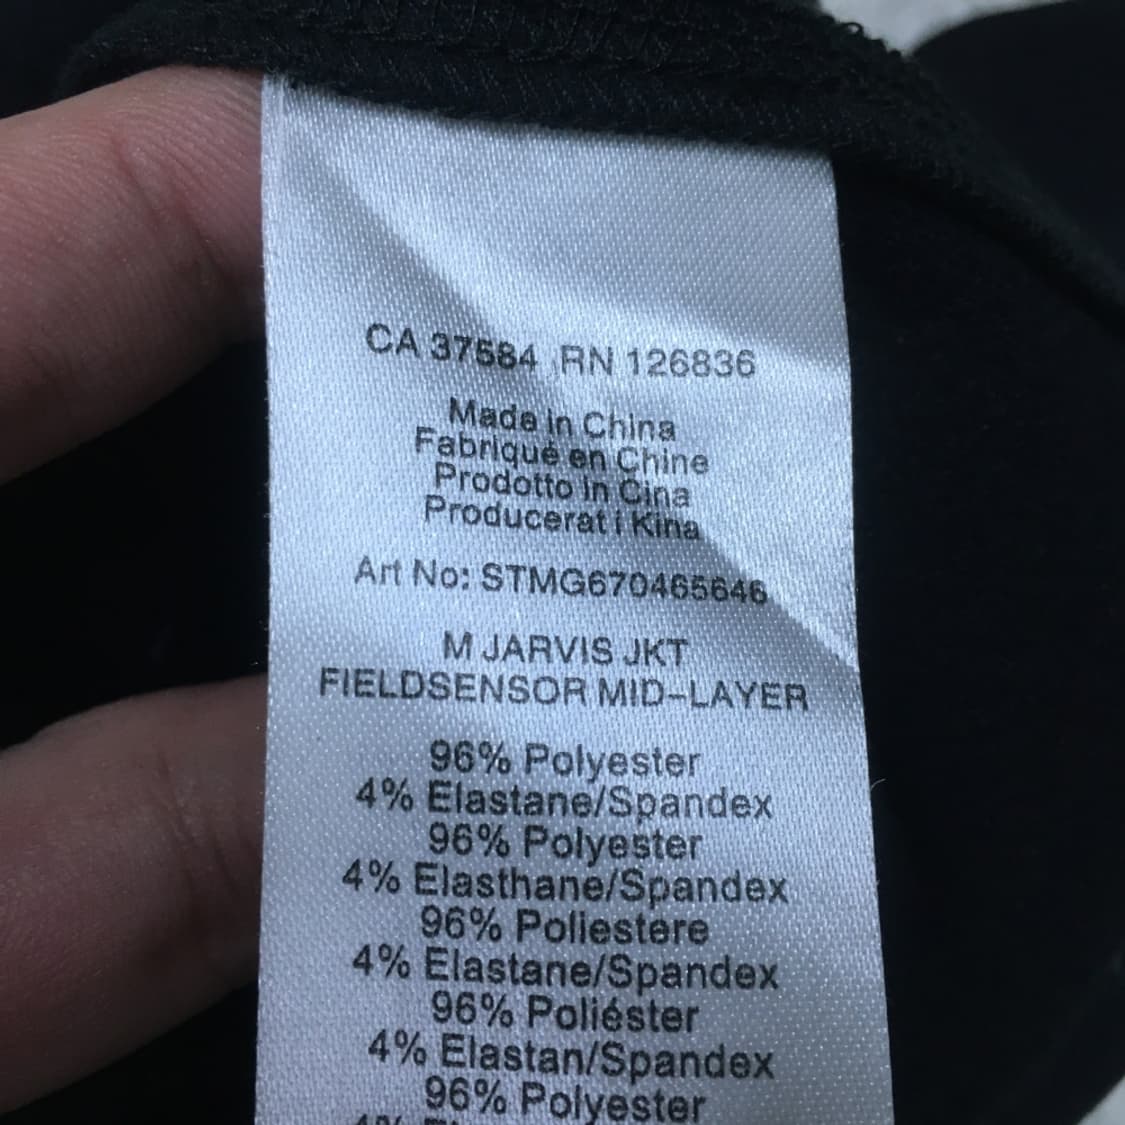 CA 37584 RN 126836
Made in China
Fabriqué en Chine
Prodotto in Cina
Producerat i Kina
Art No: STMG670465646
M JARVIS JKT
FIELDSENSOR MID-LAYER
96% Polyester
4% Elastane/Spandex
96% Polyester
4% Elasthane/Spandex
96% Poliestere
4% Elastane/Spandex
96% Poliéster
4% Elastan/Spandex
96% Polyester
4%